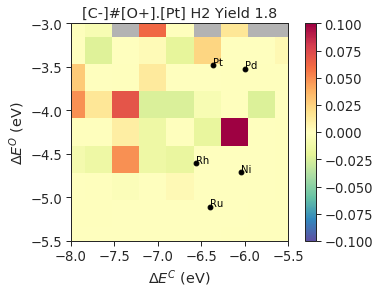 [C-]#[O+].[Pt] H2 Yield 1.8
ΔE^O (eV)
−3.0
−3.5
−4.0
−4.5
−5.0
−5.5
Pt
Pd
Rh
Ni
Ru
−8.0 −7.5 −7.0 −6.5 −6.0 −5.5
ΔE^C (eV)
0.100
0.075
0.050
0.025
0.000
−0.025
−0.050
−0.075
−0.100